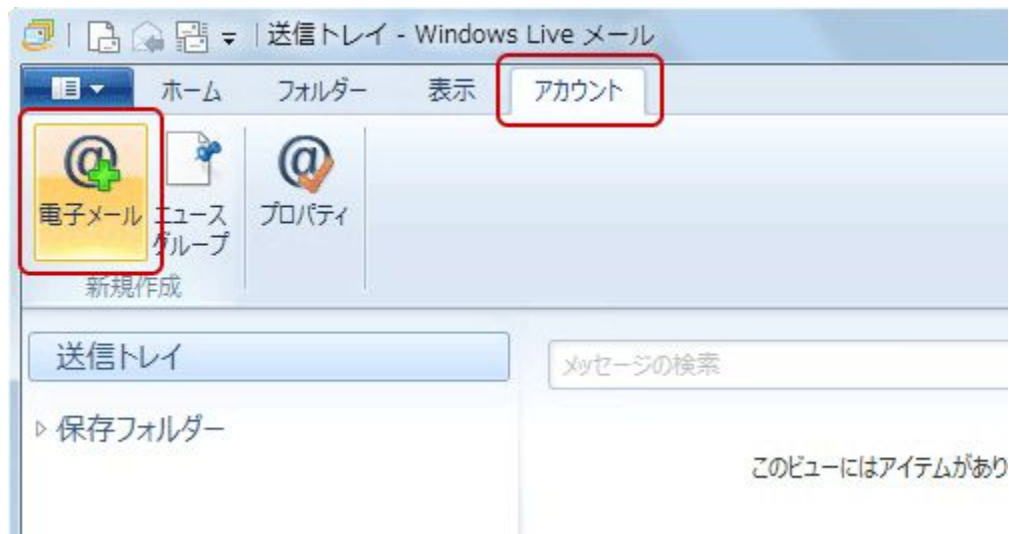 送信トレイ - Windows Live メール
ホーム フォルダー 表示 アカウント
電子メール ニュース グループ プロパティ
新規作成
送信トレイ
メッセージの検索
保存フォルダー
このビューにはアイテムがあり